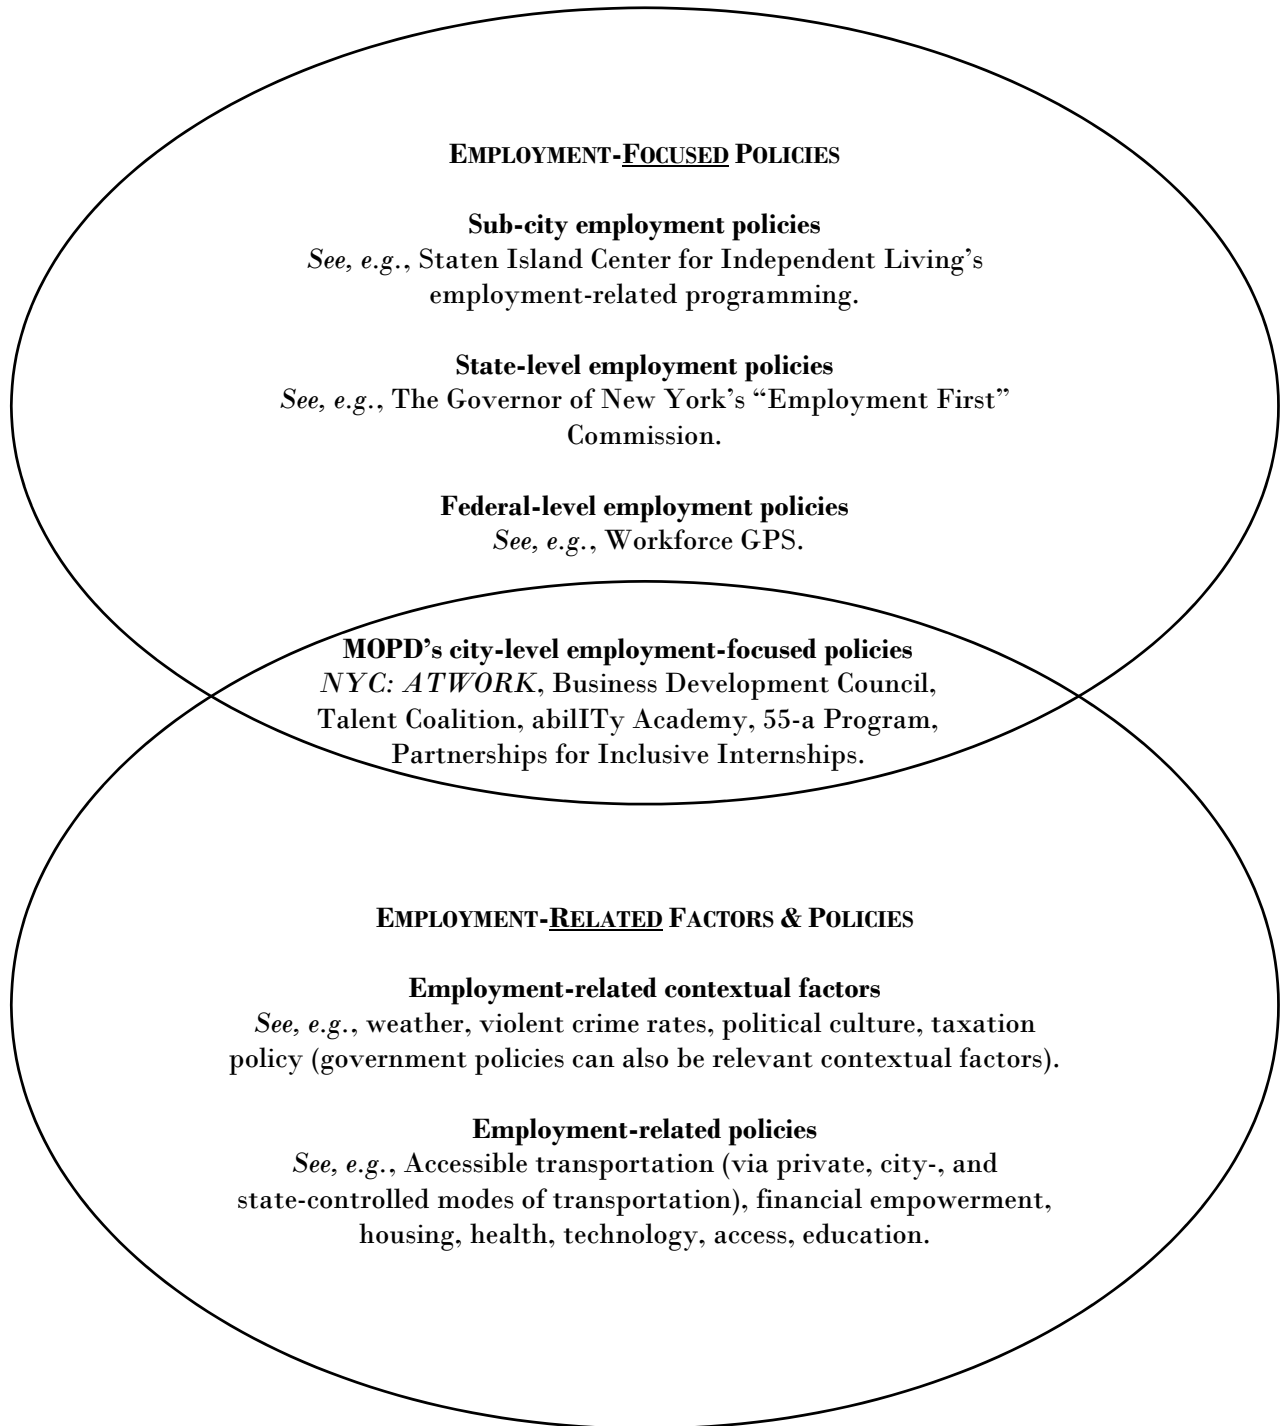 EMPLOYMENT-FOCUSED POLICIES
Sub-city employment policies
See, e.g., Staten Island Center for Independent Living’s
employment-related programming.
State-level employment policies
See, e.g., The Governor of New York’s “Employment First”
Commission.
Federal-level employment policies
See, e.g., Workforce GPS.
MOPD’s city-level employment-focused policies
NYC: ATWORK, Business Development Council,
Talent Coalition, abilITy Academy, 55-a Program,
Partnerships for Inclusive Internships.
EMPLOYMENT-RELATED FACTORS & POLICIES
Employment-related contextual factors
See, e.g., weather, violent crime rates, political culture, taxation
policy (government policies can also be relevant contextual factors).
Employment-related policies
See, e.g., Accessible transportation (via private, city-, and
state-controlled modes of transportation), financial empowerment,
housing, health, technology, access, education.